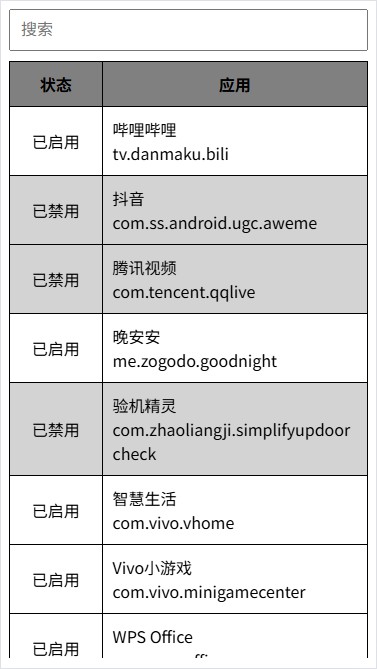 搜索
状态 应用
已启用
哔哩哔哩
tv.danmaku.bili
已禁用
抖音
com.ss.android.ugc.aweme
已禁用
腾讯视频
com.tencent.qqlive
已启用
晚安安
me.zogodo.goodnight
已禁用
验机精灵
com.zhaoliangji.simplifyupdoor
check
已启用
智慧生活
com.vivo.vhome
已启用
Vivo小游戏
com.vivo.minigamecenter
已启用
WPS Office